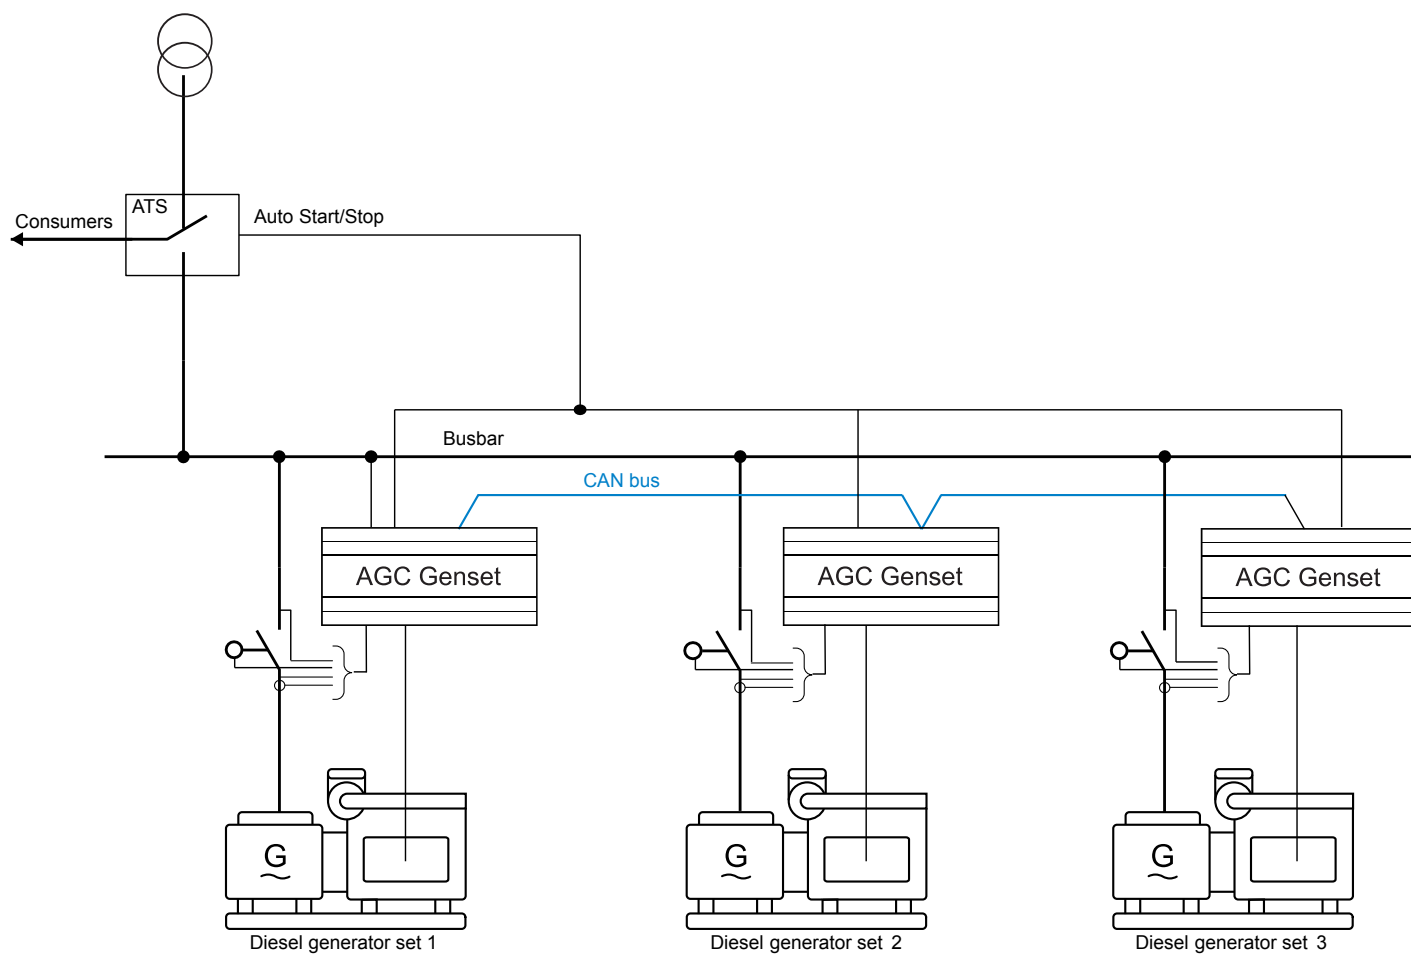 ATS
Consumers
Auto Start/Stop
Busbar
CAN bus
AGC Genset
AGC Genset
AGC Genset
G
G
G
Diesel generator set 1
Diesel generator set 2
Diesel generator set 3